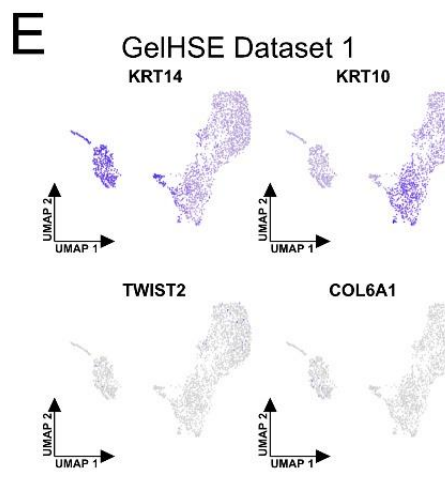 E
GelHSE Dataset 1
KRT14
KRT10
UMAP 2
UMAP 1
UMAP 2
UMAP 1
TWIST2
COL6A1
UMAP 2
UMAP 1
UMAP 2
UMAP 1